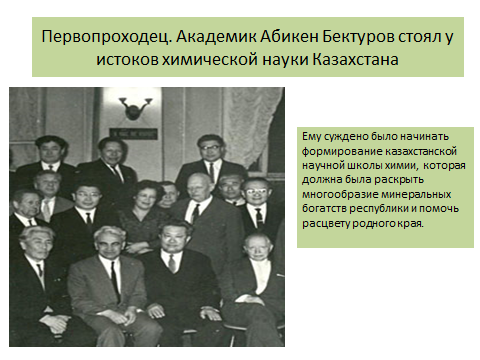 Первопроходец. Академик Абикен Бектуров стоял у
истоков химической науки Казахстана
Ему суждено было начинать
формирование казахстанской
научной школы химии, которая
должна была раскрыть
многообразие минеральных
богатств республики и помочь
расцвету родного края.